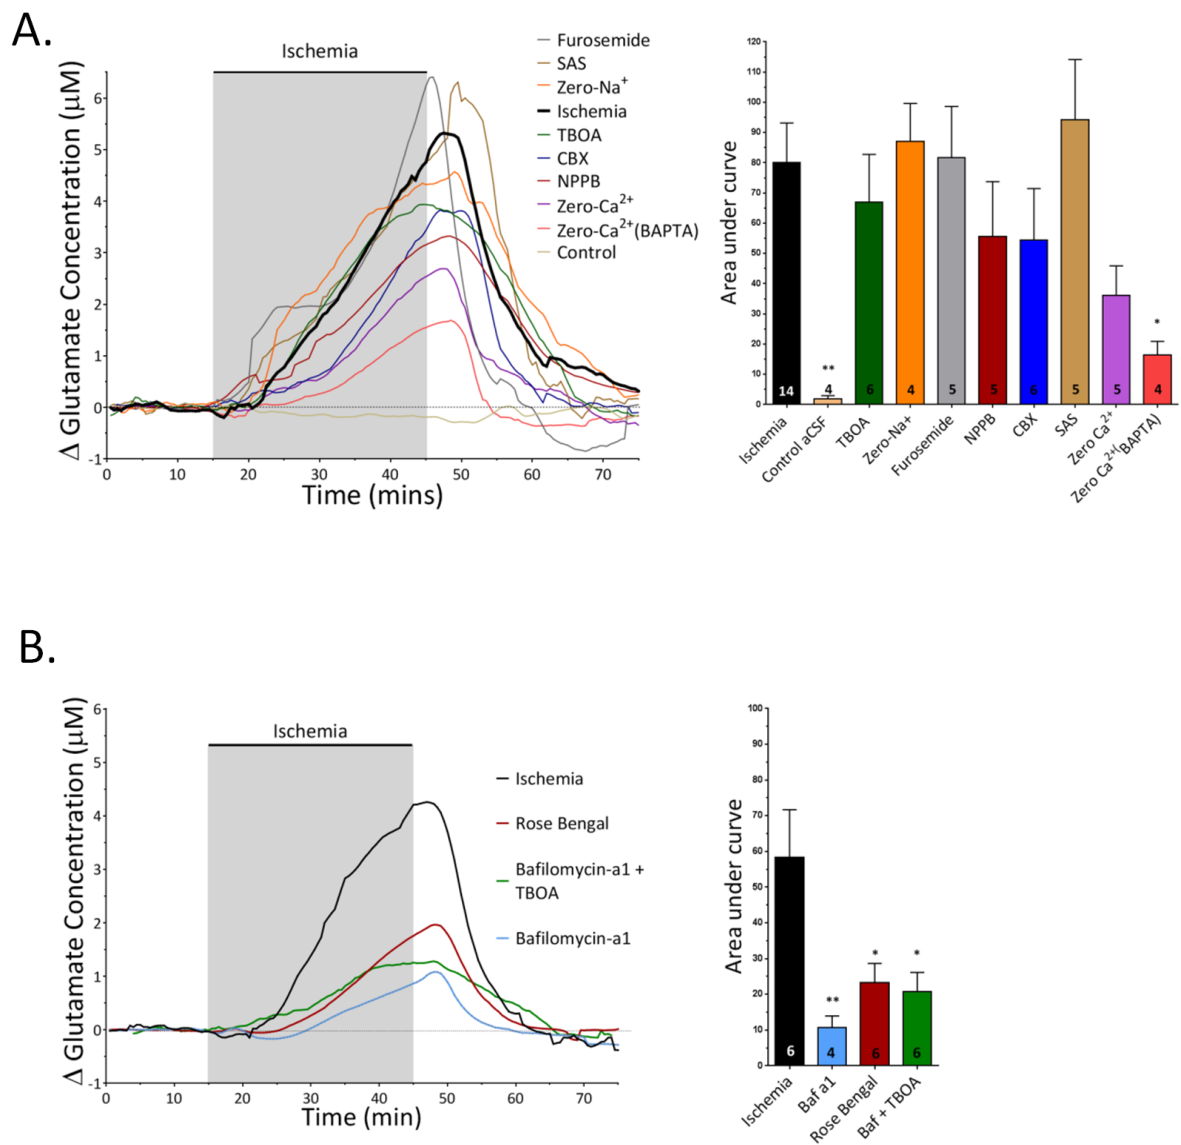 A.
Ischemia
Δ Glutamate Concentration (μM)
6
5
4
3
2
1
0
-1
0 10 20 30 40 50 60 70
Time (mins)
Furosemide
SAS
Zero-Na+
Ischemia
TBOA
CBX
NPPB
Zero-Ca2+
Zero-Ca2+(BAPTA)
Control
Area under curve
120
110
100
90
80
70
60
50
40
30
20
10
0
**
*
14 4 6 4 5 5 6 5 5 4
Ischemia
Control aCSF
TBOA
Zero-Na+
Furosemide
NPPB
CBX
SAS
Zero Ca2+
Zero Ca2+(BAPTA)
B.
Ischemia
Δ Glutamate Concentration (μM)
6
5
4
3
2
1
0
-1
0 10 20 30 40 50 60 70
Time (min)
Ischemia
Rose Bengal
Bafilomycin-a1 +
TBOA
Bafilomycin-a1
Area under curve
100
90
80
70
60
50
40
30
20
10
0
** * *
6 4 6 6
Ischemia
Baf a1
Rose Bengal
Baf + TBOA